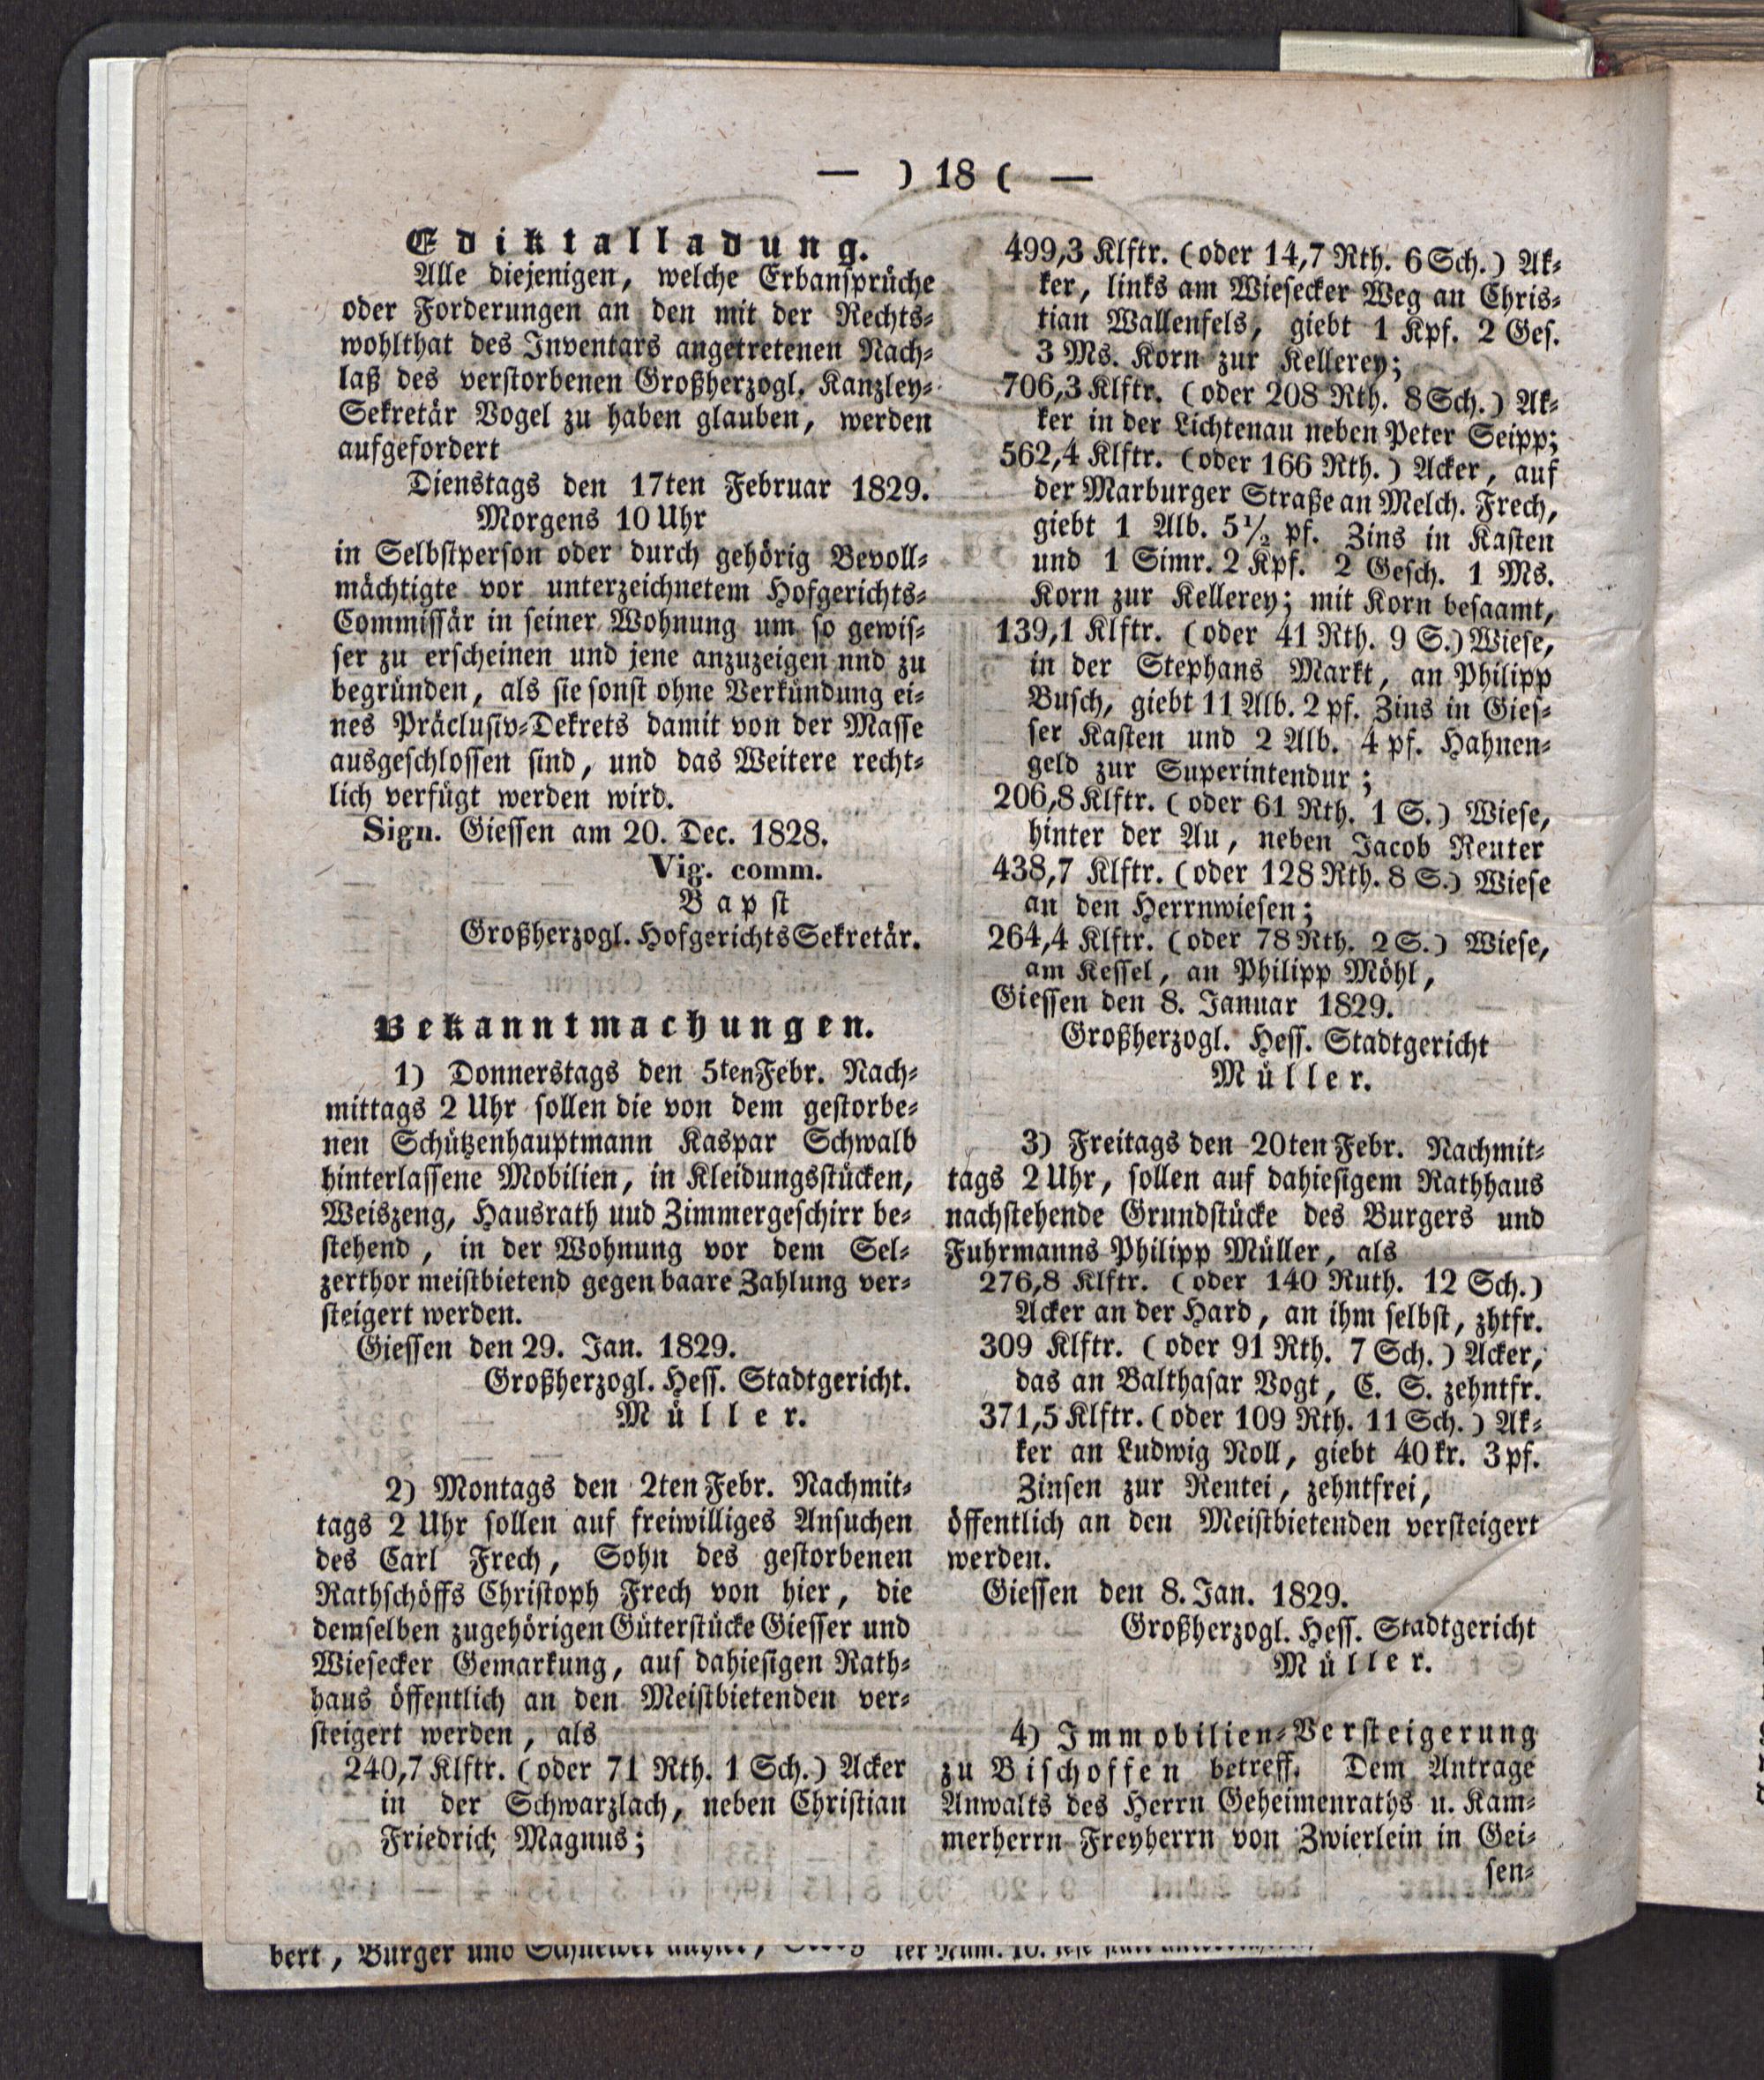 — ) 18 ( —
Ediktalladung.
Alle diejenigen, welche Erbansprüche
oder Forderungen an den mit der Rechts-
wohlthat des Inventars angetretenen Nach-
laß des verstorbenen Großherzogl. Kanzley-
Sekretär Vogel zu haben glauben, werden
aufgefordert
Dienstags den 17ten Februar 1829.
Morgens 10 Uhr
in Selbstperson oder durch gehörig Bevoll-
mächtigte vor unterzeichnetem Hofgerichts-
Commissär in seiner Wohnung um so gewis-
ser zu erscheinen und jene anzuzeigen nnd zu
begründen, als sie sonst ohne Verkündung ei-
nes Präclusiv-Dekrets damit von der Masse
ausgeschlossen sind, und das Weitere recht-
lich verfügt werden wird.
Sign. Giessen am 20. Dec. 1828.
Vig. comm.
Bapst
Großherzogl. HofgerichtsSekretär.
Bekanntmachungen.
1) Donnerstags den 5ten Febr. Nach-
mittags 2 Uhr sollen die von dem gestorbe-
nen Schützenhauptmann Kaspar Schwalb
hinterlassene Mobilien, in Kleidungsstücken,
Weiszeng, Hausrath uud Zimmergeschirr be-
stehend, in der Wohnung vor dem Sel-
zerthor meistbietend gegen baare Zahlung ver-
steigert werden.
Giessen den 29. Jan. 1829.
Großherzogl. Hess. Stadtgericht.
Müller.
2) Montags den 2ten Febr. Nachmit-
tags 2 Uhr sollen auf freiwilliges Ansuchen
des Carl Frech, Sohn des gestorbenen
Rathschöffs Christoph Frech von hier, die
demselben zugehörigen Güterstücke Giesser und
Wiesecker Gemarkung, auf dahiesigen Rath-
haus öffentlich an den Meistbietenden ver-
steigert werden, als
240,7 Klftr. (oder 71 Rth. 1 Sch.) Acker
in der Schwarzlach, neben Christian
Friedrich Magnus;
499,3 Klftr. (oder 14,7 Rth. 6 Sch.) Ak-
ker, links am Wiesecker Weg an Chris-
tian Wallenfels, giebt 1 Kpf. 2 Ges.
3 Ms. Korn zur Kellerey;
706,3 Klftr. (oder 208 Rth. 8 Sch.) Ak-
ker in der Lichtenau neben Peter Seipp;
562,4 Klftr. (oder 166 Rth.) Acker, auf
der Marburger Straße an Melch. Frech,
giebt 1 Alb. 5½ pf. Zins in Kasten
und 1 Simr. 2 Kpf. 2 Gesch. 1 Ms.
Korn zur Kellerey; mit Korn besaamt,
139,1 Klftr. (oder 41 Rth. 9 S.) Wiese,
in der Stephans Markt, an Philipp
Busch, giebt 11 Alb. 2 pf. Zins in Gies-
ser Kasten und 2 Alb. 4 pf. Hahnen-
geld zur Superintendur;
206,8 Klftr. (oder 61 Rth. 1 S.) Wiese,
hinter der Au, neben Jacob Reuter
438,7 Klftr. (oder 128 Rth. 8 S.) Wiese
an den Herrnwiesen;
264,4 Klftr. (oder 78 Rth. 2 S.) Wiese,
am Kessel, an Philipp Möhl,
Giessen den 8. Januar 1829.
Großherzogl. Hess. Stadtgericht
Müller.
3) Freitags den 20ten Febr. Nachmit-
tags 2 Uhr, sollen auf dahiesigem Rathhaus
nachstehende Grundstücke des Burgers und
Fuhrmanns Philipp Müller, als
276,8 Klftr. (oder 140 Ruth. 12 Sch.)
Acker an der Hard, an ihm selbst, zhtfr.
309 Klftr. (oder 91 Rth. 7 Sch.) Acker,
das an Balthasar Vogt, C. S. zehntfr.
371,5 Klftr. (oder 109 Rth. 11 Sch.) Ak-
ker an Ludwig Noll, giebt 40 kr. 3 pf.
Zinsen zur Rentei, zehntfrei,
öffentlich an den Meistbietenden versteigert
werden.
Giessen den 8. Jan. 1829.
Großherzogl. Hess. Stadtgericht
Müller.
4) Immobilien-Versteigerung
zu Bischoffen betreff. Dem Antrage
Anwalts des Herrn Geheimenraths u. Kam-
merherrn Freyherrn von Zwierlein in Gei-
sen-
bert, Burger und